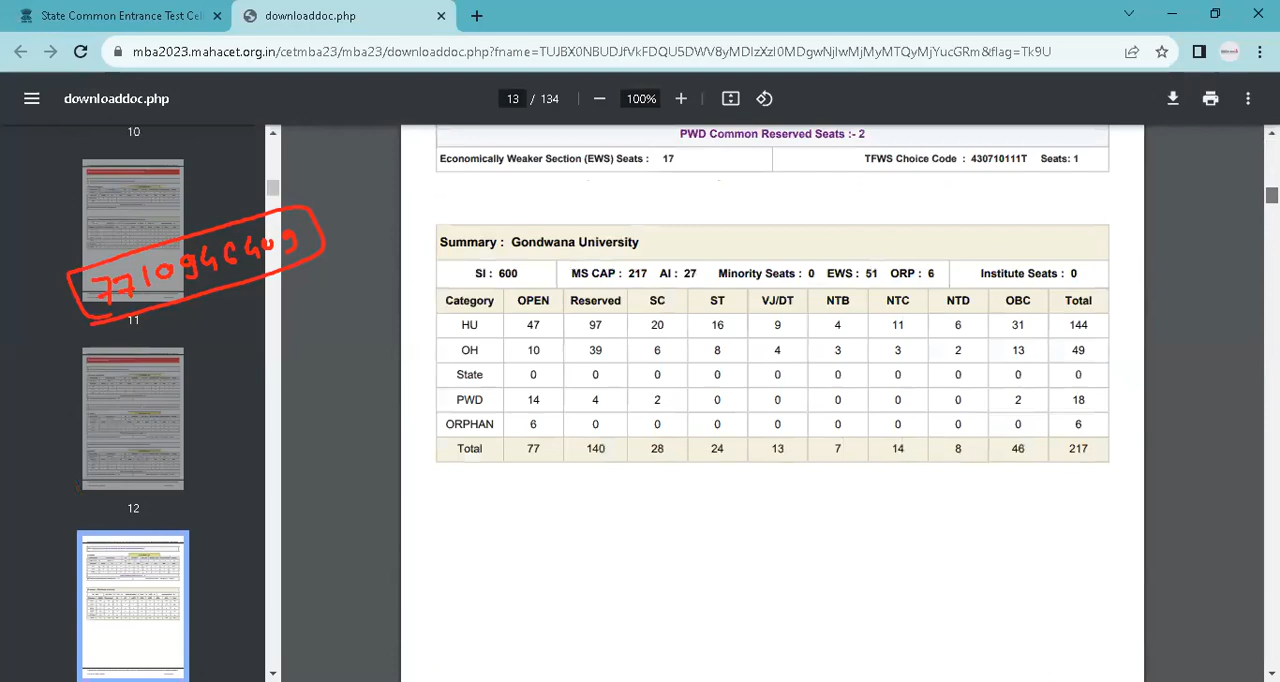 State Common Entrance Test Cell
downloaddoc.php
mba2023.mahacet.org.in/cetmba23/mba23/downloaddoc.php?fname=
downloaddoc.php
13 / 134
100%
10
7710946409
11
12
PWD Common Reserved Seats :- 2
Economically Weaker Section (EWS) Seats : 17 TFWS Choice Code : 430710111T Seats: 1
Summary : Gondwana University
SI : 6 MS CAP : 217 AI : 27 Minority Seats : 0 EWS : 51 ORP : 6 Institute Seats : 0
Category OPEN Reserved SC ST VJ/DT NTB NTC NTD OBC Total
HU 47 97 20 16 9 4 11 6 31 144
OH 10 39 6 8 4 3 3 2 13 49
State 0 0 0 0 0 0 0 0 0
PWD 14 4 2 0 0 0 0 0 2 18
ORPHAN 0 0 0 0 0 0 0 0 6
Total 77 140 28 24 13 7 14 8 46 217